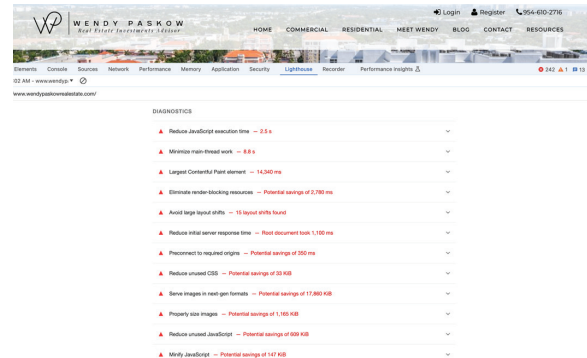 Login Register 954-610-2716
WP WENDY PASKOW
Real Estate Investments Advisor
HOME COMMERCIAL RESIDENTIAL MEET WENDY BLOG CONTACT RESOURCES
Elements Console Sources Network Performance Memory Application Security Lighthouse Recorder Performance insights 242 1 13
02 AM - www.wendyp
www.wendypaskowrealestate.com/
DIAGNOSTICS
Reduce JavaScript execution time — 2.5 s
Minimize main-thread work — 8.8 s
Largest Contentful Paint element — 14,340 ms
Eliminate render-blocking resources — Potential savings of 2,780 ms
Avoid large layout shifts — 15 layout shifts found
Reduce initial server response time — Root document took 1,100 ms
Preconnect to required origins — Potential savings of 350 ms
Reduce unused CSS — Potential savings of 33 KiB
Serve images in next-gen formats — Potential savings of 17,860 KiB
Properly size images — Potential savings of 1,165 KiB
Reduce unused JavaScript — Potential savings of 609 KiB
Minify JavaScript — Potential savings of 147 KiB